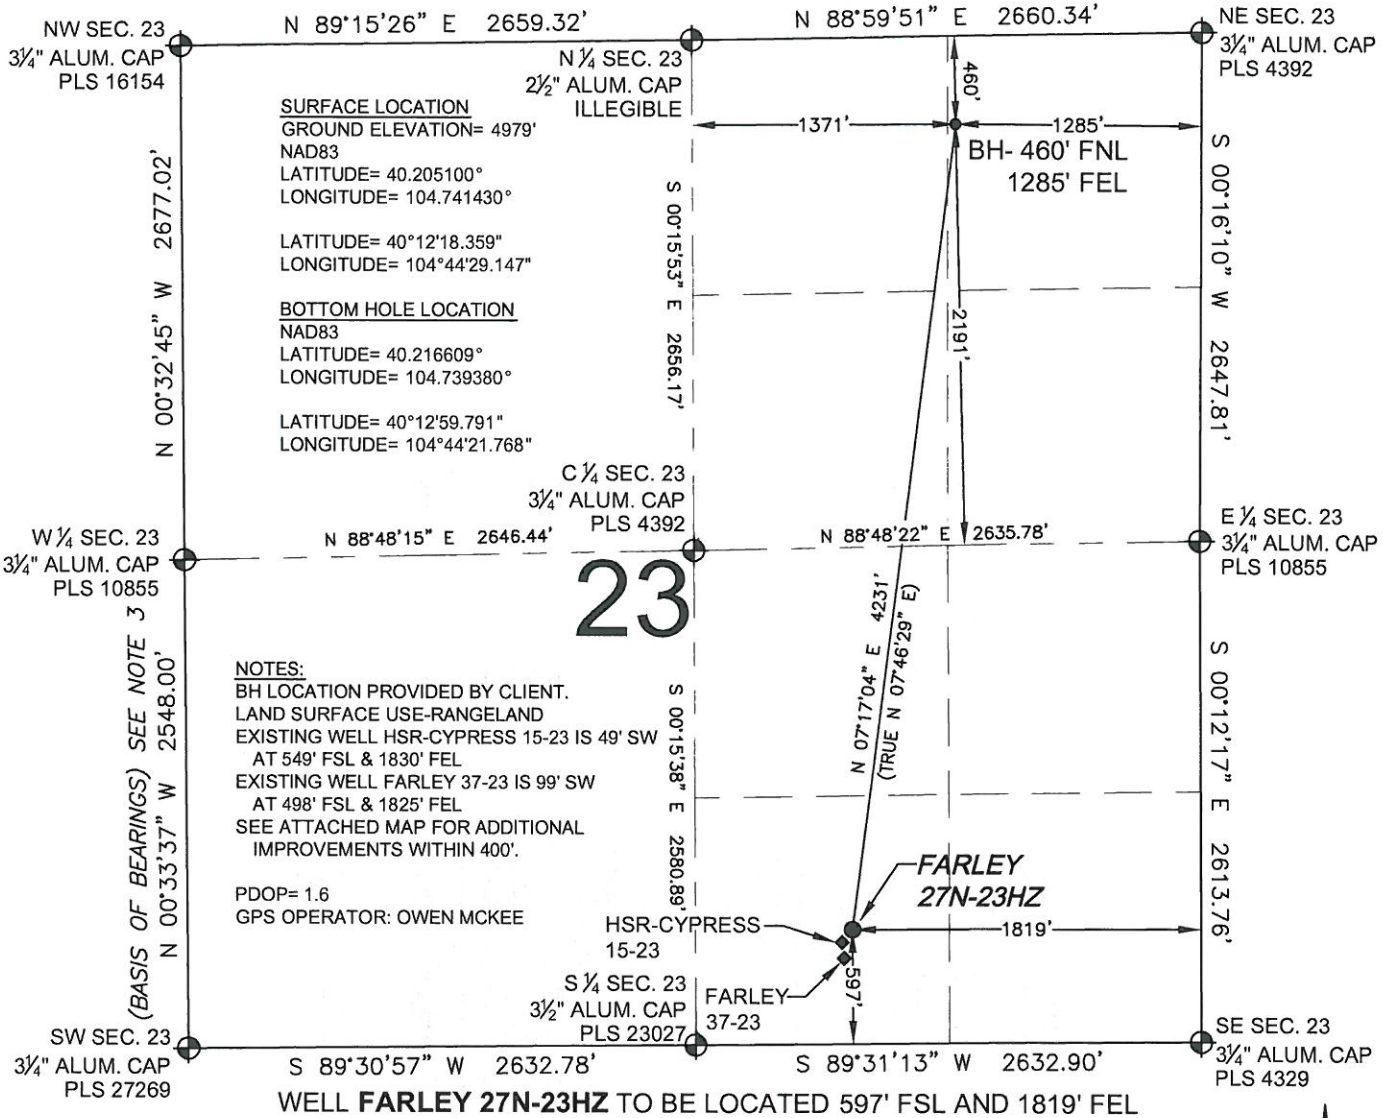 N 89°15'26" E 2659.32'
N 88°59'51" E 2660.34'
NW SEC. 23
3¼" ALUM. CAP
PLS 16154
N ¼ SEC. 23
2½" ALUM. CAP
ILLEGIBLE
NE SEC. 23
3¼" ALUM. CAP
PLS 4392
460'
1371'
1285'
BH- 460' FNL
1285' FEL
SURFACE LOCATION
GROUND ELEVATION= 4979'
NAD83
LATITUDE= 40.205100°
LONGITUDE= 104.741430°
LATITUDE= 40°12'18.359"
LONGITUDE= 104°44'29.147"
BOTTOM HOLE LOCATION
NAD83
LATITUDE= 40.216609°
LONGITUDE= 104.739380°
LATITUDE= 40°12'59.791"
LONGITUDE= 104°44'21.768"
N 00°32'45" W 2677.02'
S 00°15'53" E 2656.17'
2191'
S 00°16'10" W 2647.81'
C ¼ SEC. 23
3¼" ALUM. CAP
PLS 4392
W ¼ SEC. 23
3¼" ALUM. CAP
PLS 10855
N 88°48'15" E 2646.44'
N 88°48'22" E 2635.78'
E ¼ SEC. 23
3¼" ALUM. CAP
PLS 10855
23
N 07°17'04" E 4231'
(TRUE N 07°46'29" E)
(BASIS OF BEARINGS) SEE NOTE 3
N 00°33'37" W 2548.00'
NOTES:
BH LOCATION PROVIDED BY CLIENT.
LAND SURFACE USE-RANGELAND
EXISTING WELL HSR-CYPRESS 15-23 IS 49' SW
AT 549' FSL & 1830' FEL
EXISTING WELL FARLEY 37-23 IS 99' SW
AT 498' FSL & 1825' FEL
SEE ATTACHED MAP FOR ADDITIONAL
IMPROVEMENTS WITHIN 400'.
PDOP= 1.6
GPS OPERATOR: OWEN MCKEE
S 00°15'38" E 2580.89'
S 00°12'17" E 2613.76'
FARLEY
27N-23HZ
1819'
HSR-CYPRESS
15-23
597'
FARLEY
37-23
S ¼ SEC. 23
3½" ALUM. CAP
PLS 23027
SW SEC. 23
3¼" ALUM. CAP
PLS 27269
SE SEC. 23
3¼" ALUM. CAP
PLS 4329
S 89°30'57" W 2632.78'
S 89°31'13" W 2632.90'
WELL FARLEY 27N-23HZ TO BE LOCATED 597' FSL AND 1819' FEL